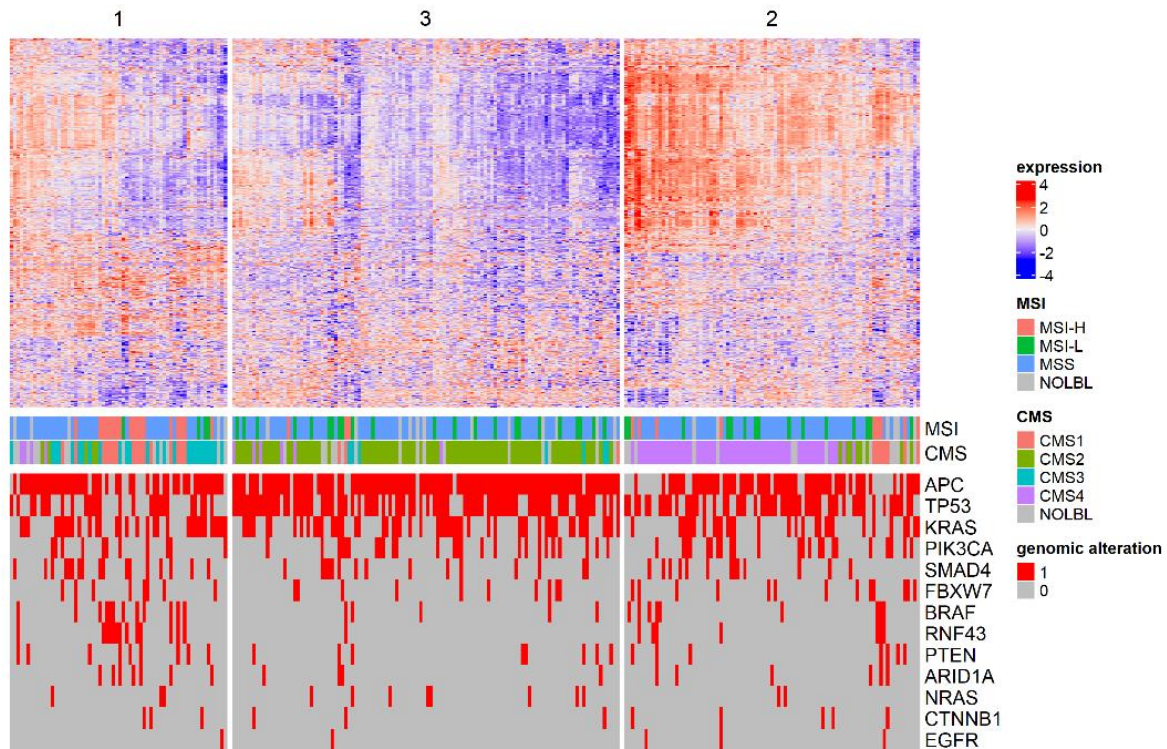 1 3 2
expression
4
2
0
-2
-4
MSI
MSI-H
MSI-L
MSS
NOLBL
CMS
CMS1
CMS2
CMS3
CMS4
NOLBL
genomic alteration
1
0
MSI
CMS
APC
TP53
KRAS
PIK3CA
SMAD4
FBXW7
BRAF
RNF43
PTEN
ARID1A
NRAS
CTNNB1
EGFR